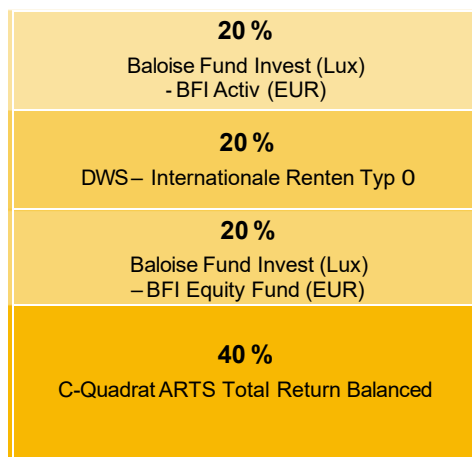 20 %
Baloise Fund Invest (Lux)
- BFI Activ (EUR)
20 %
DWS – Internationale Renten Typ O
20 %
Baloise Fund Invest (Lux)
– BFI Equity Fund (EUR)
40 %
C-Quadrat ARTS Total Return Balanced